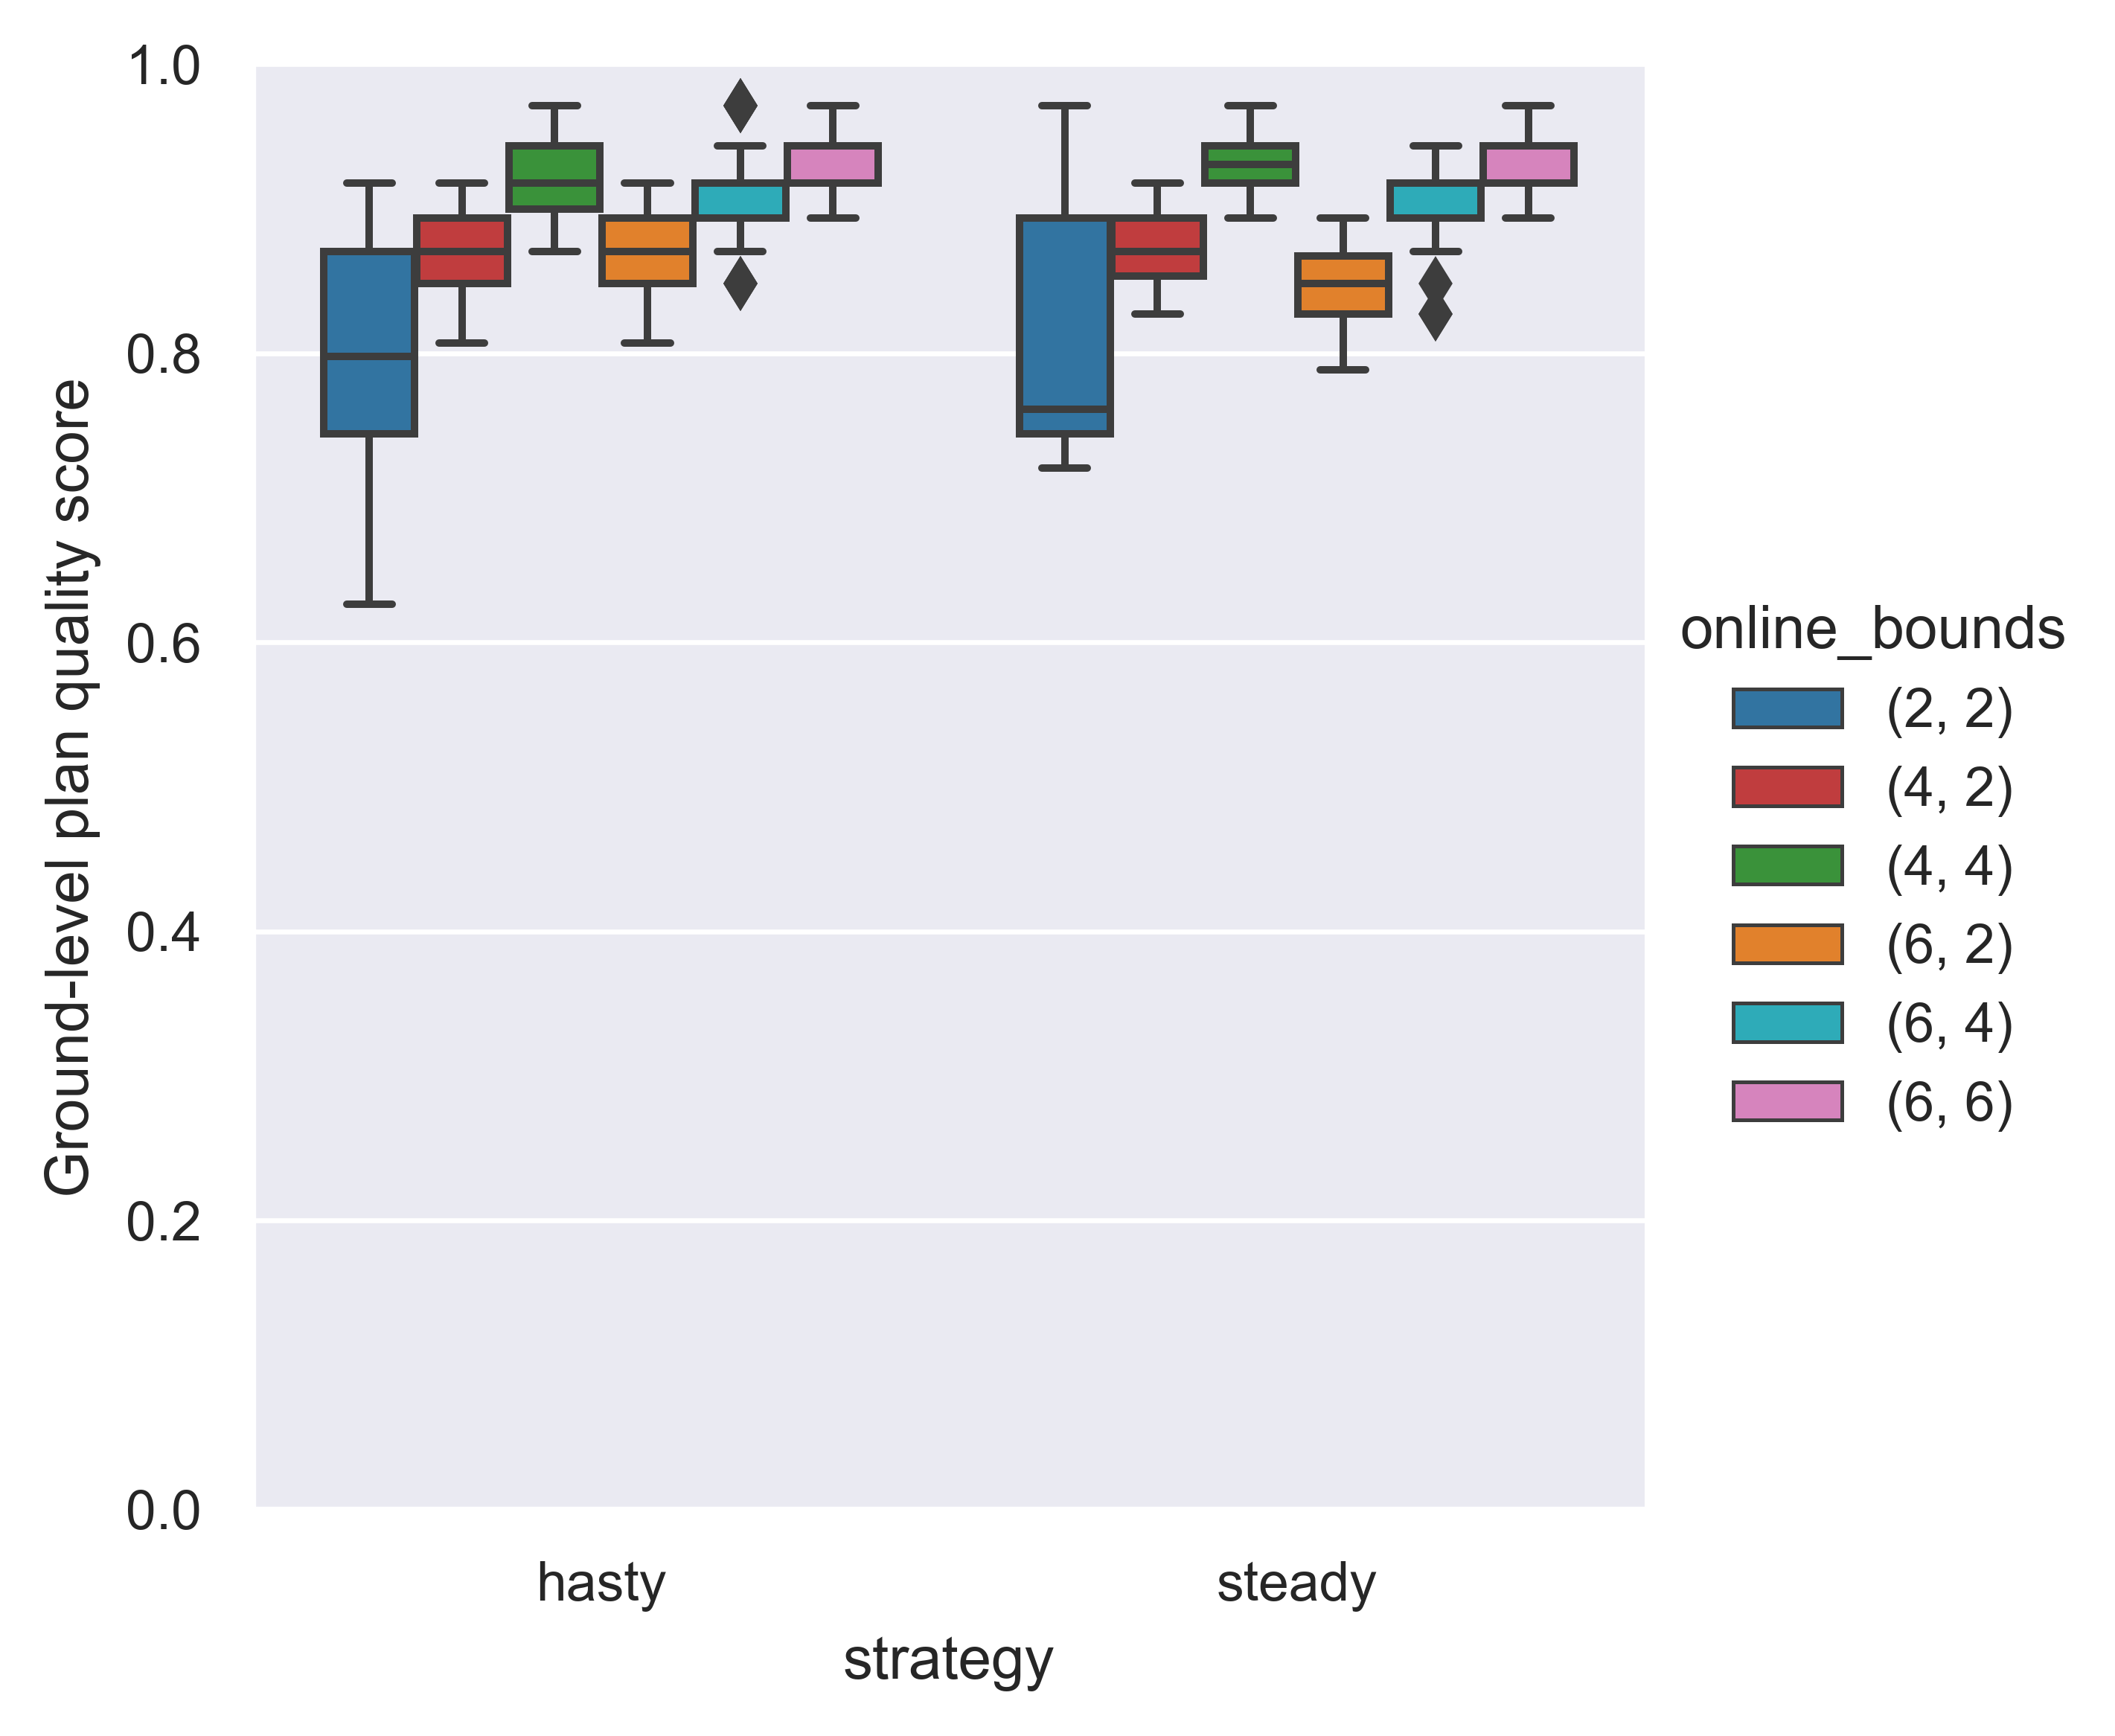 Ground-level plan quality score
1.0
0.8
0.6
0.4
0.2
0.0
hasty
steady
strategy
online_bounds
(2, 2)
(4, 2)
(4, 4)
(6, 2)
(6, 4)
(6, 6)